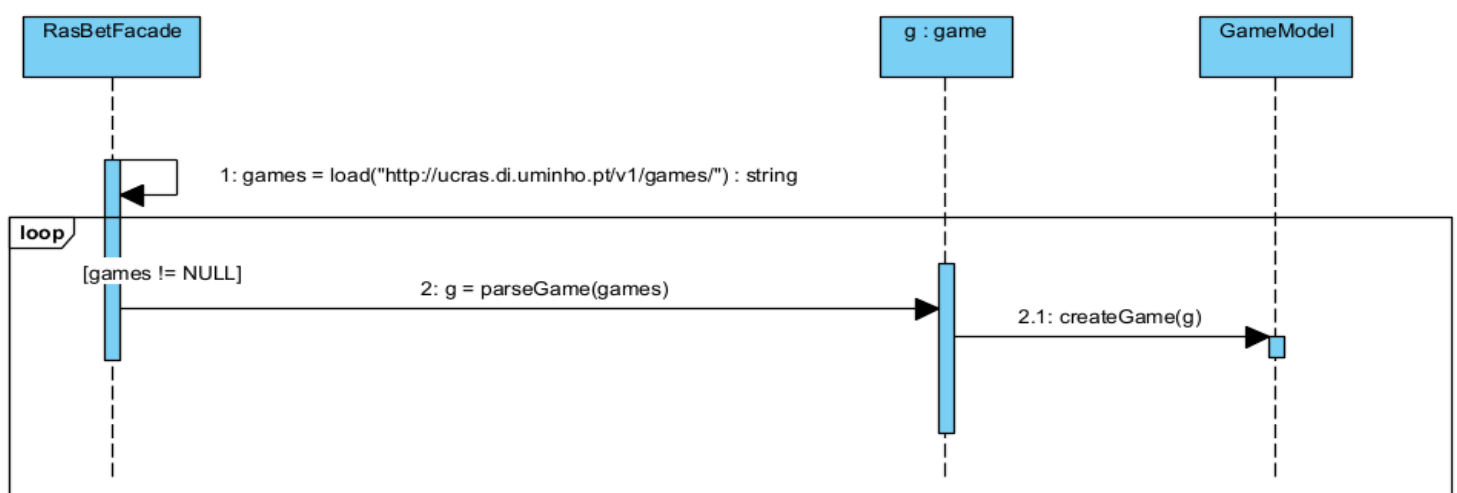 RasBetFacade
g : game
GameModel
1: games = load("http://ucras.di.uminho.pt/v1/games/") : string
loop
[games != NULL]
2: g = parseGame(games)
2.1: createGame(g)